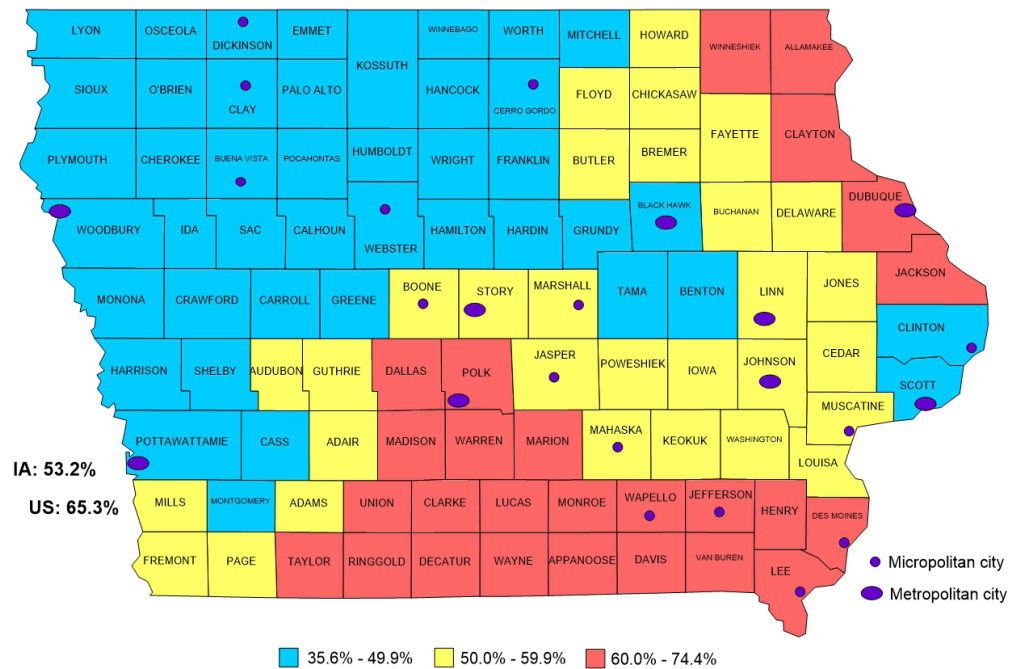 LYON OSCEOLA DICKINSON EMMET WINNEBAGO WORTH MITCHELL HOWARD WINNESHIEK ALLAMAKEE
KOSSUTH
SIOUX O'BRIEN CLAY PALO ALTO HANCOCK CERRO GORDO FLOYD CHICKASAW
FAYETTE CLAYTON
PLYMOUTH CHEROKEE BUENA VISTA POCAHONTAS HUMBOLDT WRIGHT FRANKLIN BUTLER BREMER
WOODBURY IDA SAC CALHOUN WEBSTER HAMILTON HARDIN GRUNDY BLACK HAWK BUCHANAN DELAWARE DUBUQUE
MONONA CRAWFORD CARROLL GREENE BOONE STORY MARSHALL TAMA BENTON LINN JONES JACKSON
CLINTON
HARRISON SHELBY AUDUBON GUTHRIE DALLAS POLK JASPER POWESHIEK IOWA JOHNSON CEDAR SCOTT
MUSCATINE
POTTAWATTAMIE CASS ADAIR MADISON WARREN MARION MAHASKA KEOKUK WASHINGTON LOUISA
IA: 53.2%
US: 65.3%
MILLS MONTGOMERY ADAMS UNION CLARKE LUCAS MONROE WAPELLO JEFFERSON HENRY DES MOINES
FREMONT PAGE TAYLOR RINGGOLD DECATUR WAYNE APPANOOSE DAVIS VAN BUREN LEE
Micropolitan city
Metropolitan city
35.6% - 49.9% 50.0% - 59.9% 60.0% - 74.4%